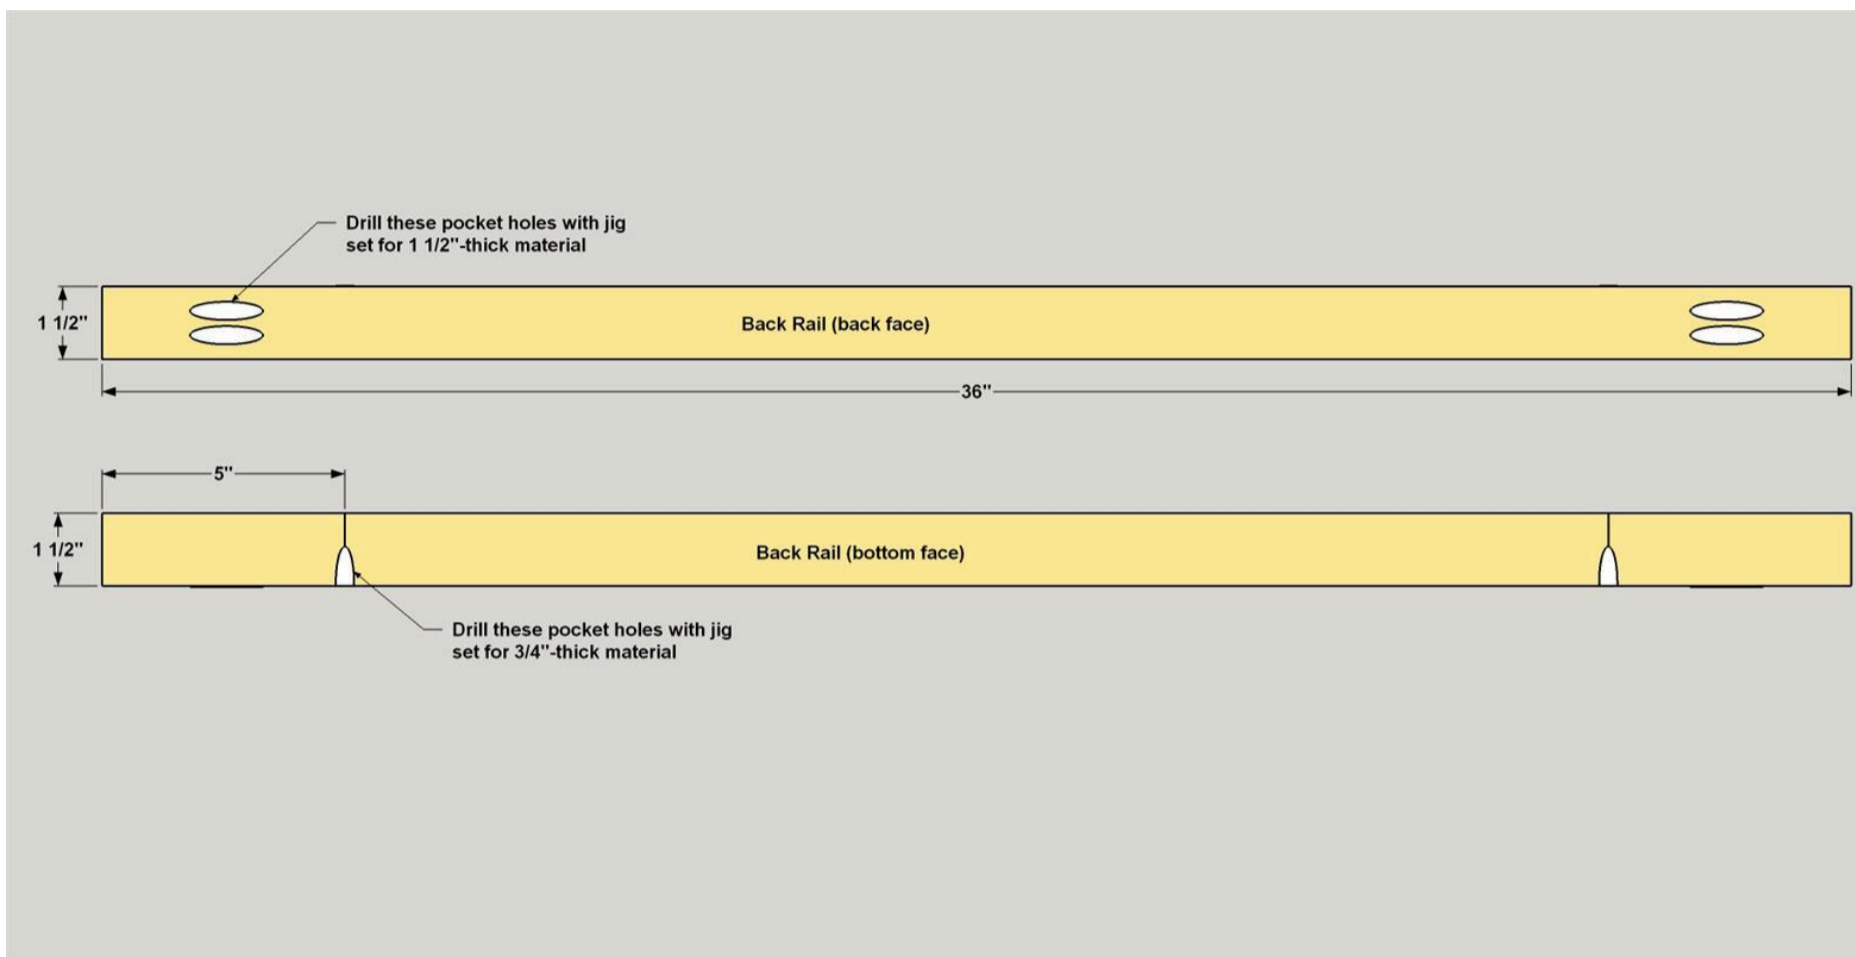 Drill these pocket holes with jig
set for 1 1/2"-thick material
1 1/2"
Back Rail (back face)
36"
5"
1 1/2"
Back Rail (bottom face)
Drill these pocket holes with jig
set for 3/4"-thick material